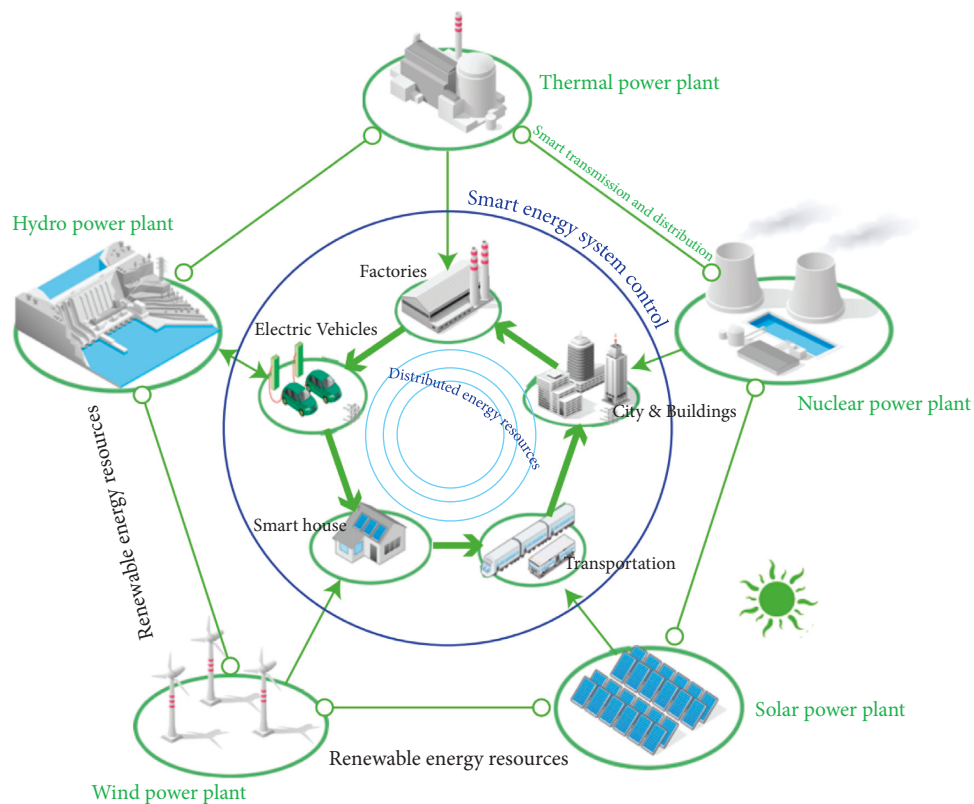 Thermal power plant
Smart transmission and distribution
Hydro power plant
Smart energy system control
Factories
Electric Vehicles
Distributed energy resources
City & Buildings
Nuclear power plant
Renewable energy resources
Smart house
Transportation
Solar power plant
Renewable energy resources
Wind power plant